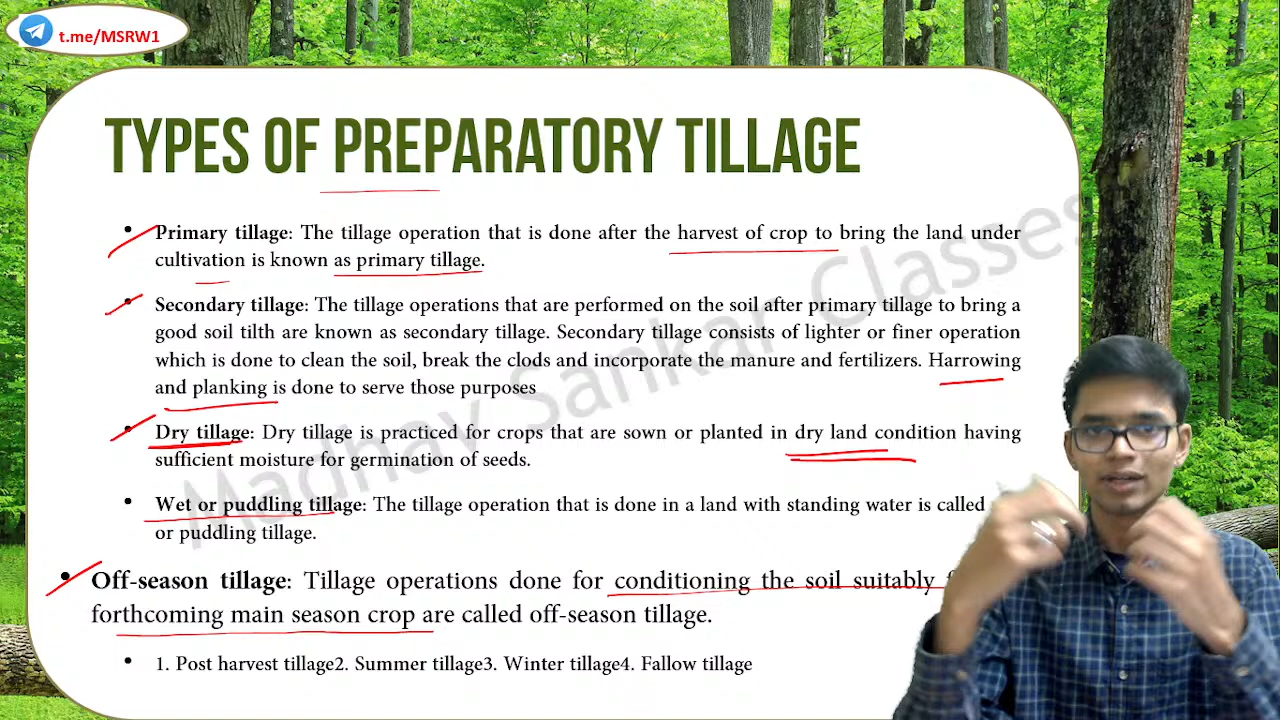 t.me/MSRW1
TYPES OF PREPARATORY TILLAGE
• Primary tillage: The tillage operation that is done after the harvest of crop to bring the land under
cultivation is known as primary tillage.
• Secondary tillage: The tillage operations that are performed on the soil after primary tillage to bring a
good soil tilth are known as secondary tillage. Secondary tillage consists of lighter or finer operation
which is done to clean the soil, break the clods and incorporate the manure and fertilizers. Harrowing
and planking is done to serve those purposes
• Dry tillage: Dry tillage is practiced for crops that are sown or planted in dry land condition having
sufficient moisture for germination of seeds.
• Wet or puddling tillage: The tillage operation that is done in a land with standing water is called
or puddling tillage.
• Off-season tillage: Tillage operations done for conditioning the soil suitably
forthcoming main season crop are called off-season tillage.
• 1. Post harvest tillage2. Summer tillage3. Winter tillage4. Fallow tillage
Madhav Sankar Classes